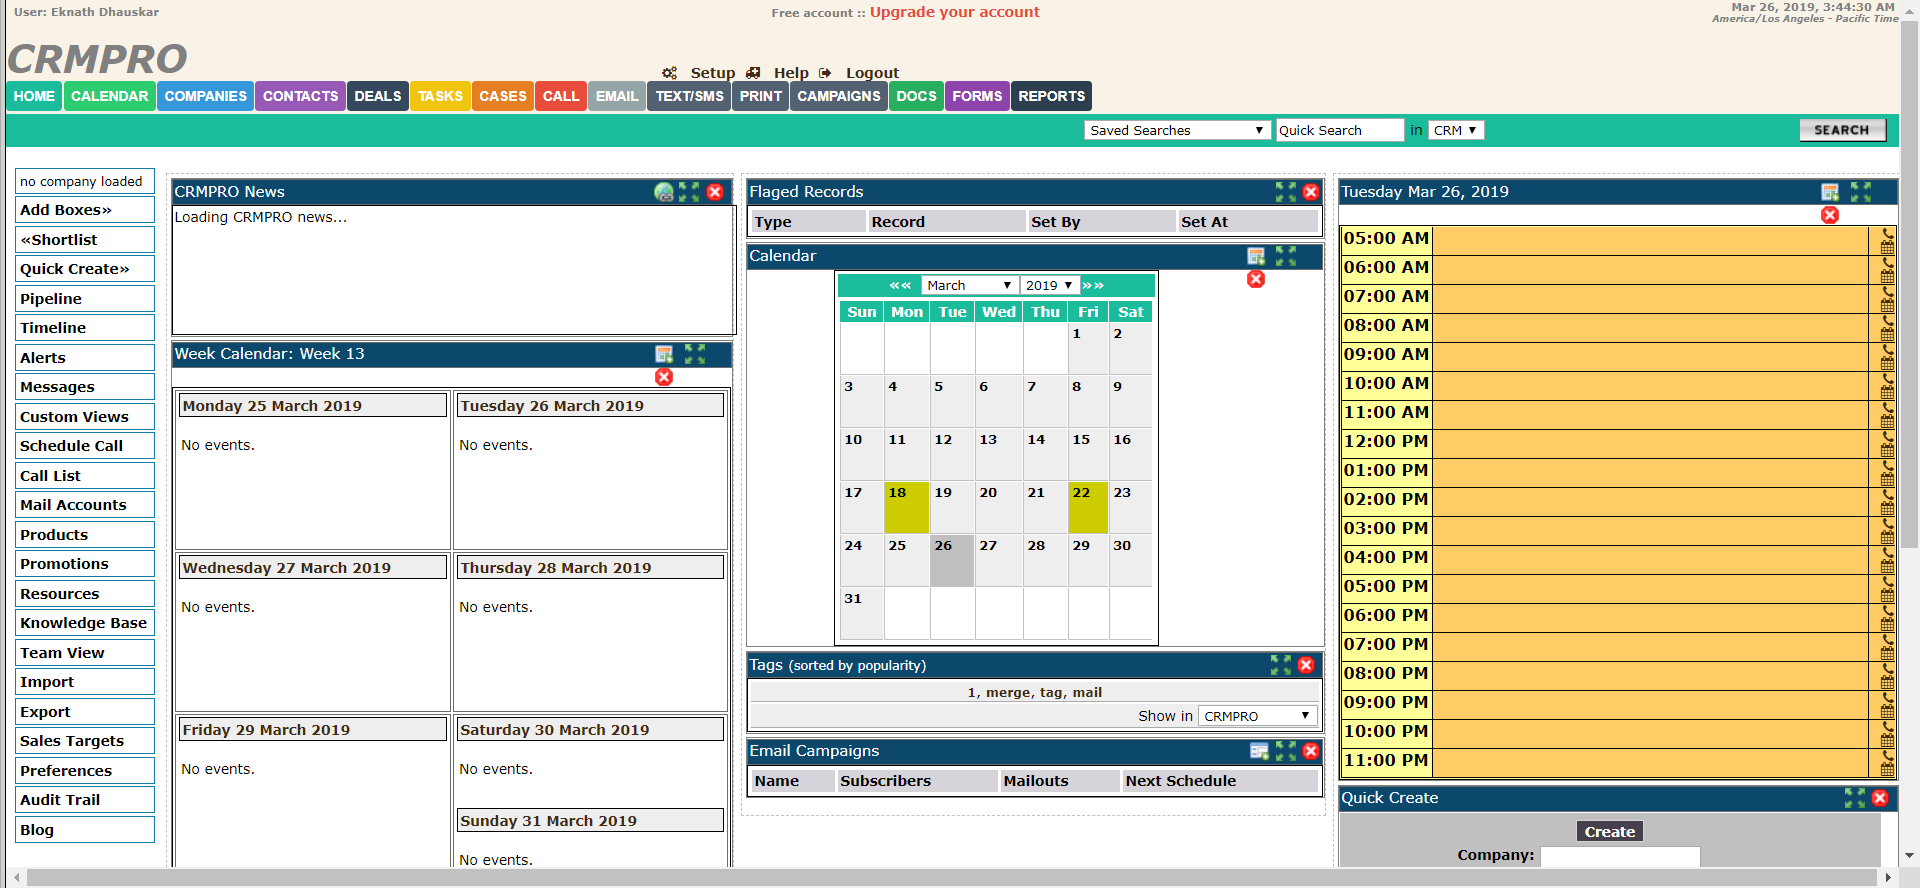 User: Eknath Dhauskar
Free account :: Upgrade your account
Mar 26, 2019, 3:44:30 AM
America/Los Angeles - Pacific Time
CRMPRO
Setup Help Logout
HOME CALENDAR COMPANIES CONTACTS DEALS TASKS CASES CALL EMAIL TEXT/SMS PRINT CAMPAIGNS DOCS FORMS REPORTS
Saved Searches Quick Search in CRM SEARCH
no company loaded
Add Boxes»
«Shortlist
Quick Create»
Pipeline
Timeline
Alerts
Messages
Custom Views
Schedule Call
Call List
Mail Accounts
Products
Promotions
Resources
Knowledge Base
Team View
Import
Export
Sales Targets
Preferences
Audit Trail
Blog
CRMPRO News
Loading CRMPRO news...
Week Calendar: Week 13
Monday 25 March 2019 Tuesday 26 March 2019
No events. No events.
Wednesday 27 March 2019 Thursday 28 March 2019
No events. No events.
Friday 29 March 2019 Saturday 30 March 2019
No events. No events.
Sunday 31 March 2019
No events.
Flaged Records
Type Record Set By Set At
Calendar
«« March 2019 »»
Sun Mon Tue Wed Thu Fri Sat
1 2
3 4 5 6 7 8 9
10 11 12 13 14 15 16
17 18 19 20 21 22 23
24 25 26 27 28 29 30
31
Tags (sorted by popularity)
1, merge, tag, mail
Show in CRMPRO
Email Campaigns
Name Subscribers Mailouts Next Schedule
Tuesday Mar 26, 2019
05:00 AM
06:00 AM
07:00 AM
08:00 AM
09:00 AM
10:00 AM
11:00 AM
12:00 PM
01:00 PM
02:00 PM
03:00 PM
04:00 PM
05:00 PM
06:00 PM
07:00 PM
08:00 PM
09:00 PM
10:00 PM
11:00 PM
Quick Create
Create
Company: